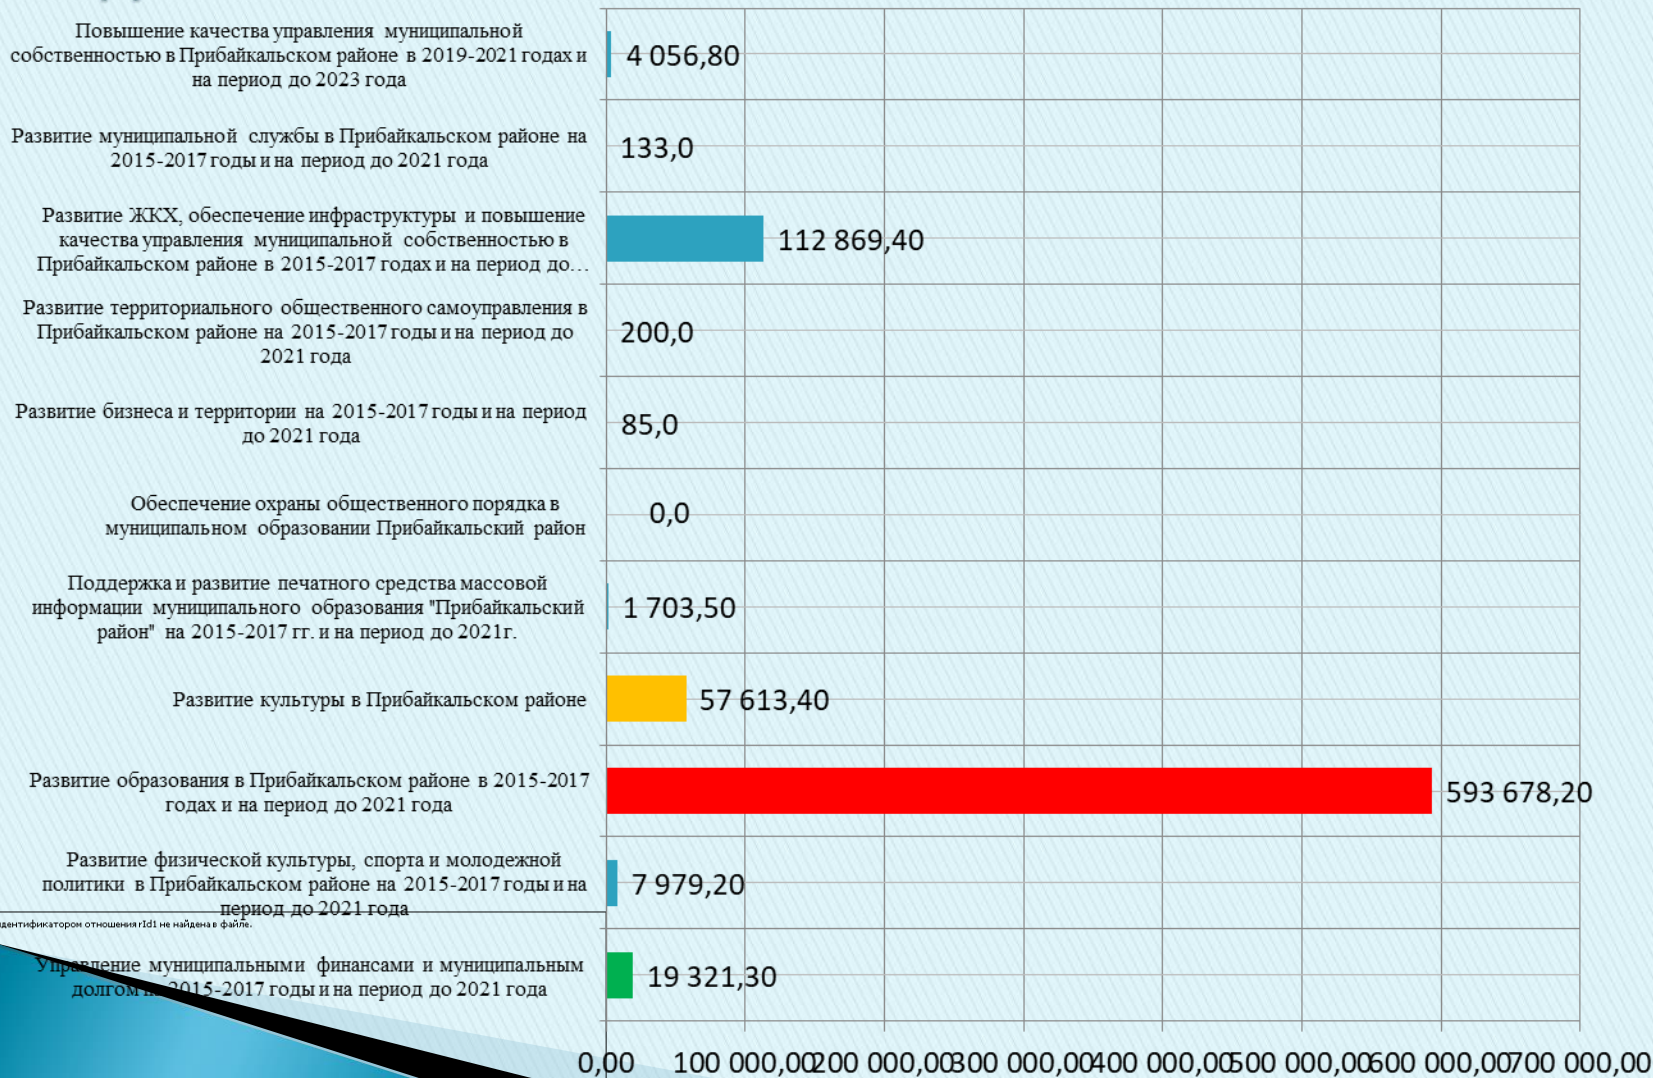 Повышение качества управления муниципальной
собственностью в Прибайкальском районе в 2019-2021 годах и
на период до 2023 года
4 056,80
Развитие муниципальной службы в Прибайкальском районе на
2015-2017 годы и на период до 2021 года
133,0
Развитие ЖКХ, обеспечение инфраструктуры и повышение
качества управления муниципальной собственностью в
Прибайкальском районе в 2015-2017 годах и на период до…
112 869,40
Развитие территориального общественного самоуправления в
Прибайкальском районе на 2015-2017 годы и на период до
2021 года
200,0
Развитие бизнеса и территории на 2015-2017 годы и на период
до 2021 года
85,0
Обеспечение охраны общественного порядка в
муниципальном образовании Прибайкальский район
0,0
Поддержка и развитие печатного средства массовой
информации муниципального образования "Прибайкальский
район" на 2015-2017 гг. и на период до 2021г.
1 703,50
Развитие культуры в Прибайкальском районе
57 613,40
Развитие образования в Прибайкальском районе в 2015-2017
годах и на период до 2021 года
593 678,20
Развитие физической культуры, спорта и молодежной
политики в Прибайкальском районе на 2015-2017 годы и на
период до 2021 года
7 979,20
дентификатором отношения rId1 не найдена в файле.
Управление муниципальными финансами и муниципальным
долгом на 2015-2017 годы и на период до 2021 года
19 321,30
0,00 100 000,00 200 000,00 300 000,00 400 000,00 500 000,00 600 000,00 700 000,00